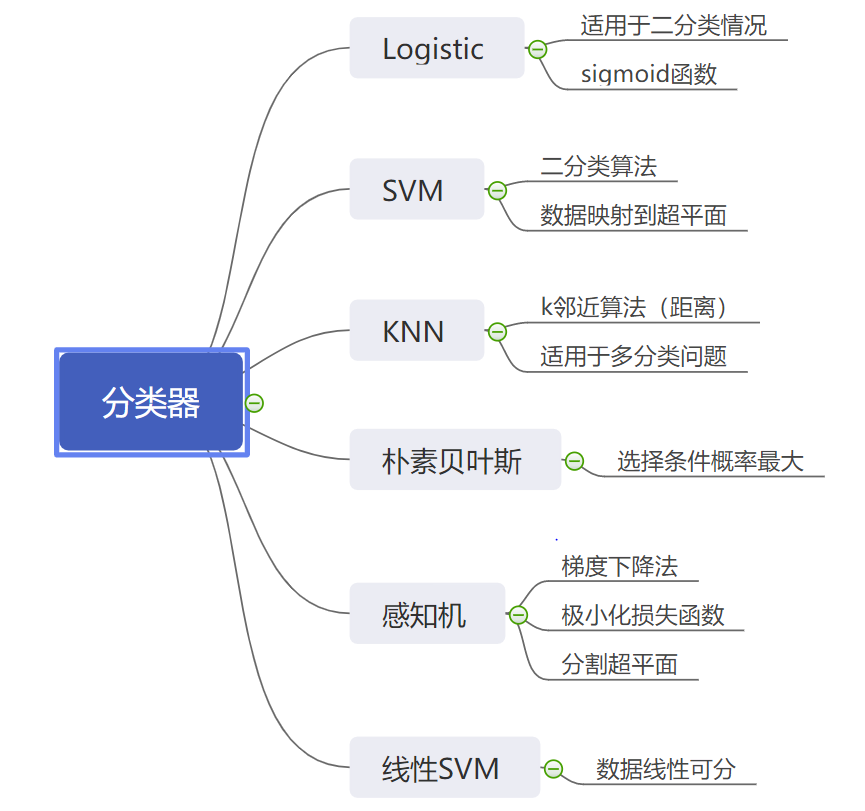 分类器
Logistic
适用于二分类情况
sigmoid函数
SVM
二分类算法
数据映射到超平面
KNN
k邻近算法（距离）
适用于多分类问题
朴素贝叶斯
选择条件概率最大
感知机
梯度下降法
极小化损失函数
分割超平面
线性SVM
数据线性可分